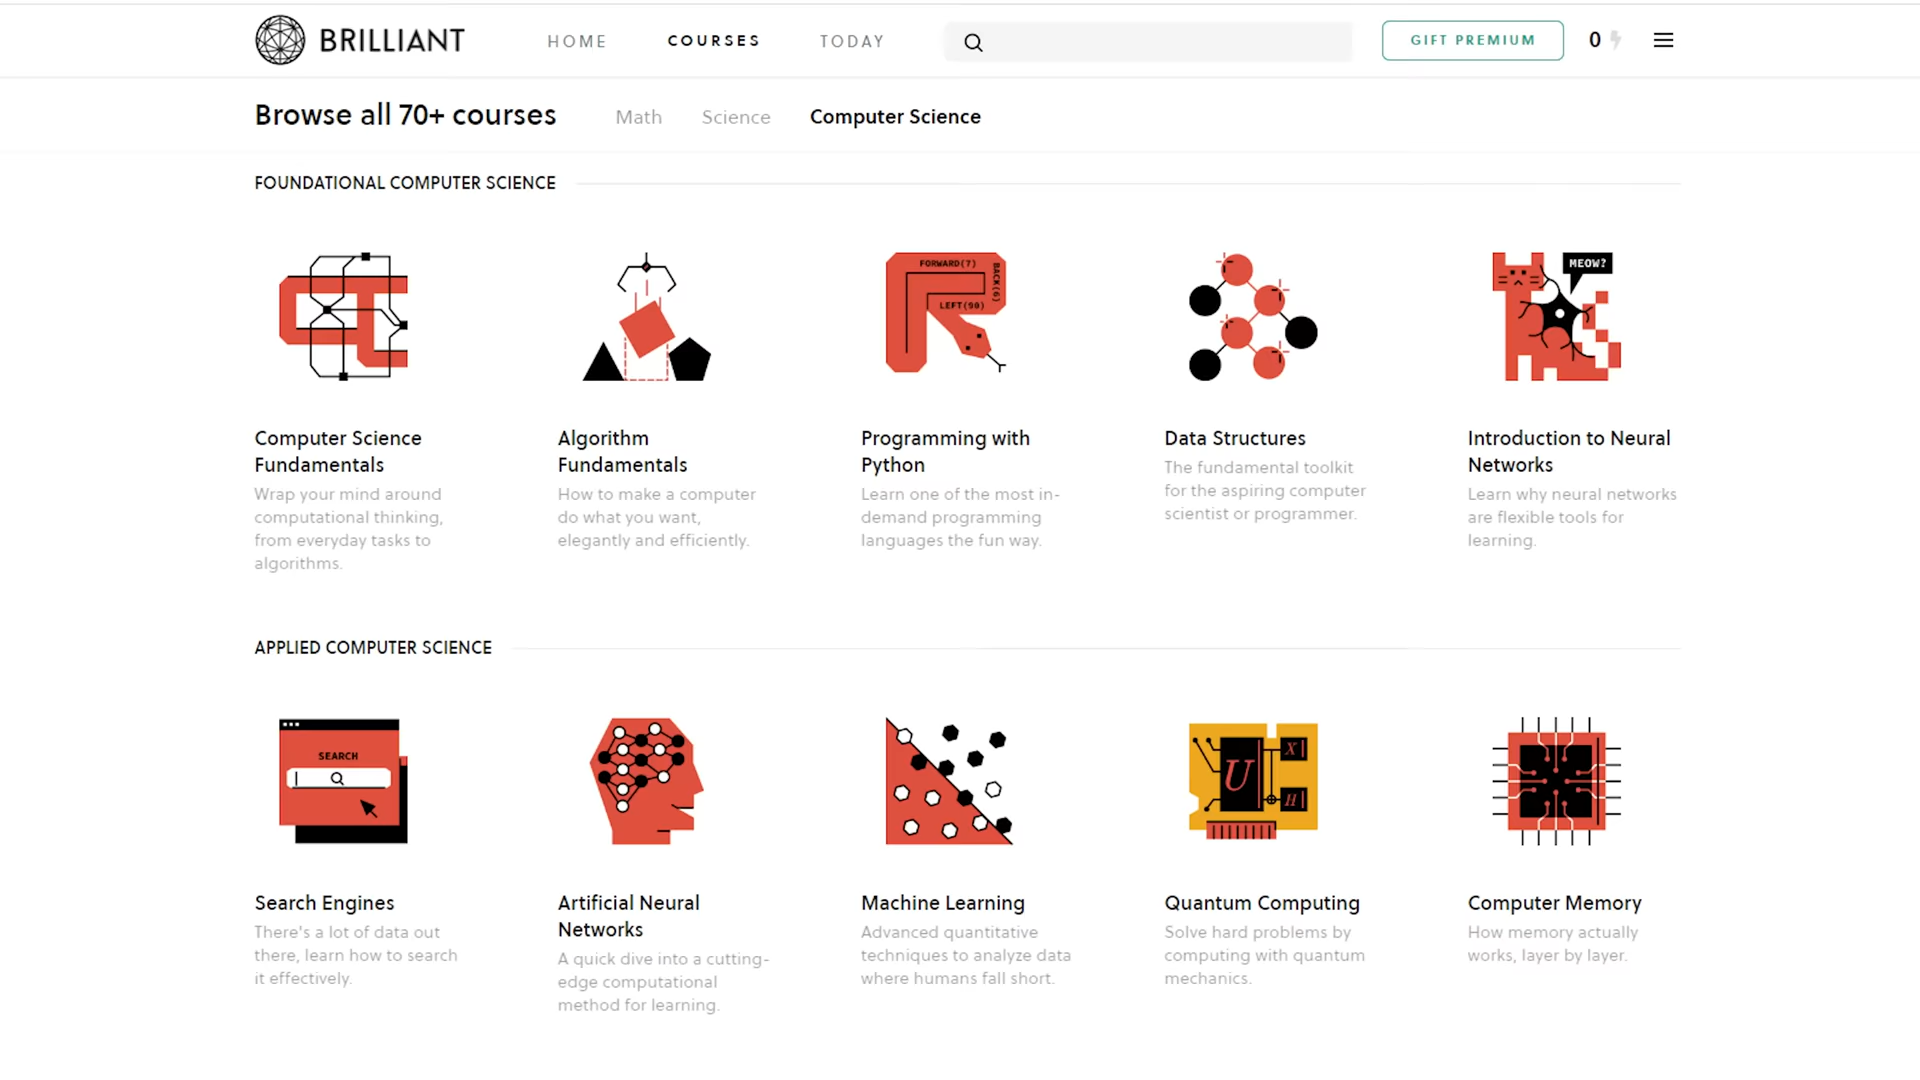 BRILLIANT
HOME
COURSES
TODAY
GIFT PREMIUM
0
Browse all 70+ courses
Math
Science
Computer Science
FOUNDATIONAL COMPUTER SCIENCE
FORWARD(7)
BACK(6)
LEFT(90)
MEOW?
Computer Science
Fundamentals
Wrap your mind around
computational thinking,
from everyday tasks to
algorithms.
Algorithm
Fundamentals
How to make a computer
do what you want,
elegantly and efficiently.
Programming with
Python
Learn one of the most in-
demand programming
languages the fun way.
Data Structures
The fundamental toolkit
for the aspiring computer
scientist or programmer.
Introduction to Neural
Networks
Learn why neural networks
are flexible tools for
learning.
APPLIED COMPUTER SCIENCE
SEARCH
U
X
H
Search Engines
There's a lot of data out
there, learn how to search
it effectively.
Artificial Neural
Networks
A quick dive into a cutting-
edge computational
method for learning.
Machine Learning
Advanced quantitative
techniques to analyze data
where humans fall short.
Quantum Computing
Solve hard problems by
computing with quantum
mechanics.
Computer Memory
How memory actually
works, layer by layer.